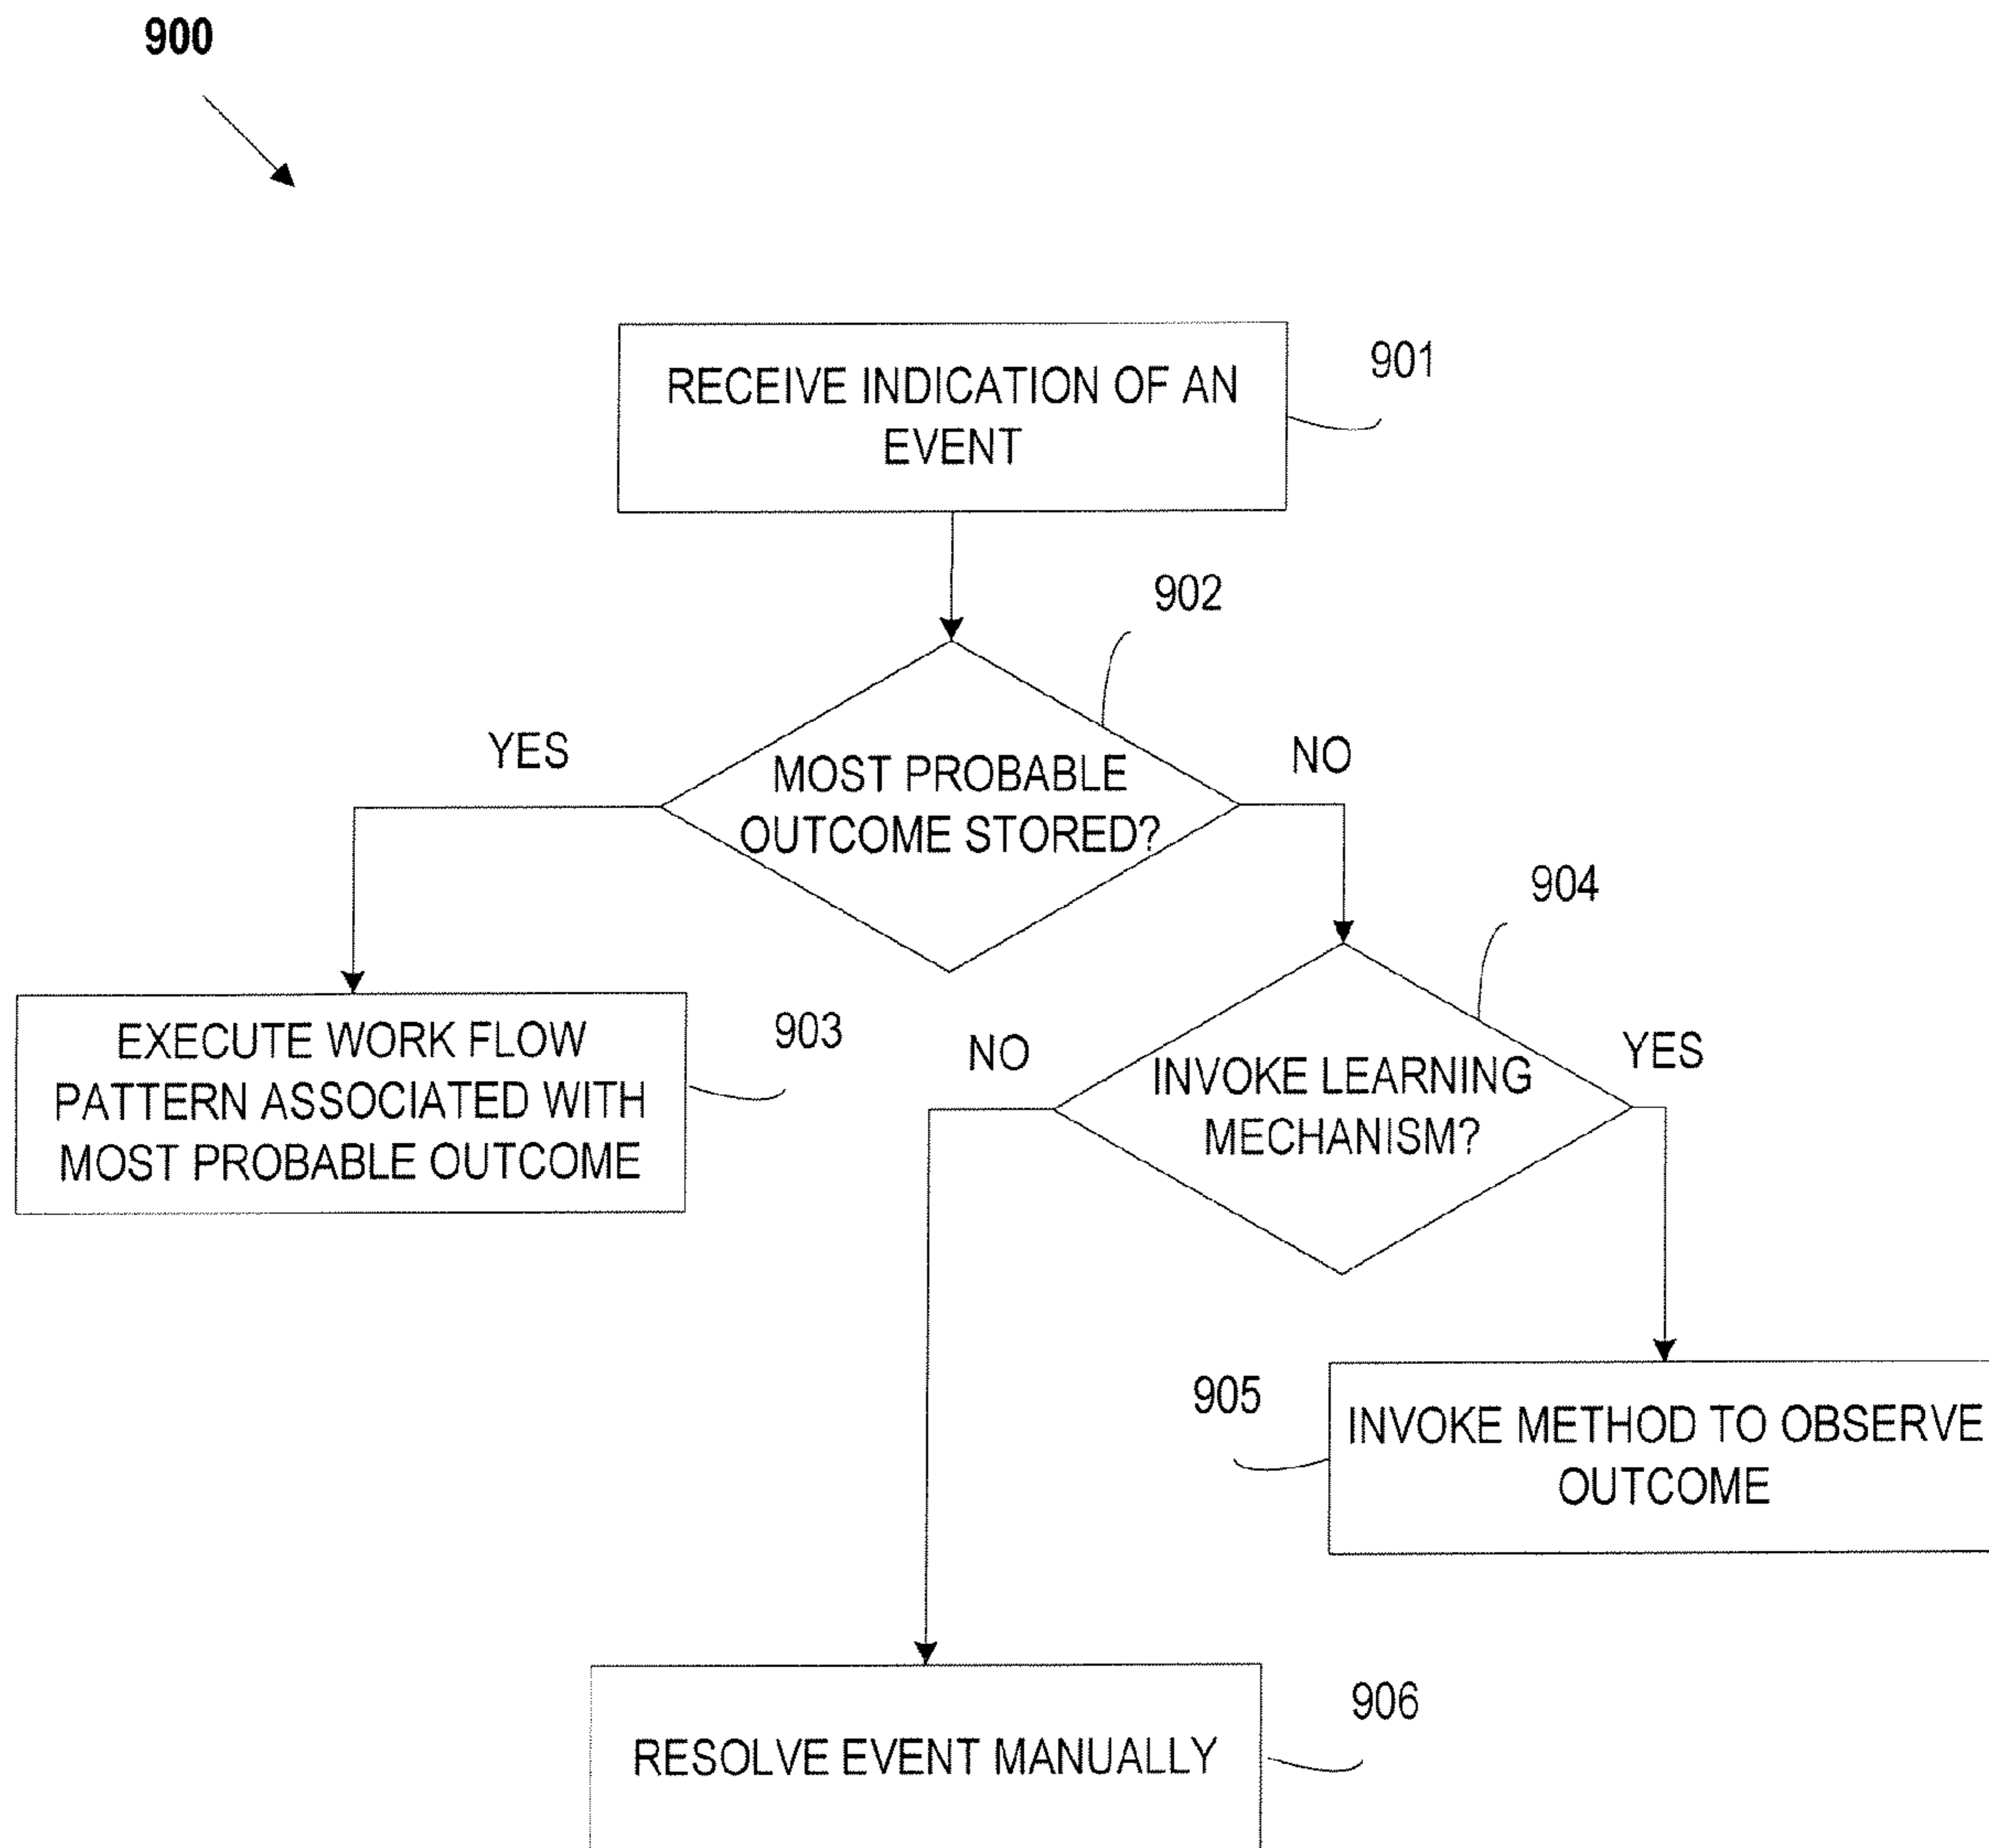 900
RECEIVE INDICATION OF AN
EVENT
901
902
YES
NO
MOST PROBABLE
OUTCOME STORED?
904
EXECUTE WORK FLOW
PATTERN ASSOCIATED WITH
MOST PROBABLE OUTCOME
903
NO
YES
INVOKE LEARNING
MECHANISM?
905
INVOKE METHOD TO OBSERVE
OUTCOME
906
RESOLVE EVENT MANUALLY